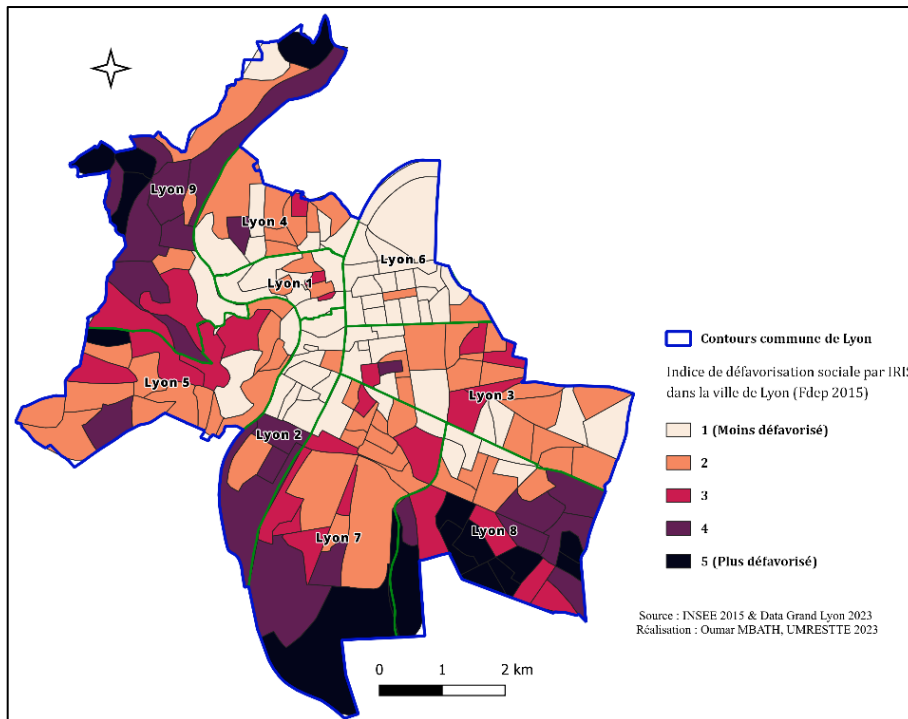 Lyon 9
Lyon 4
Lyon 6
Lyon 1
Lyon 5
Lyon 3
Lyon 2
Lyon 8
Lyon 7
Contours commune de Lyon
Indice de défavorisation sociale par IRIS
dans la ville de Lyon (Fdep 2015)
1 (Moins défavorisé)
2
3
4
5 (Plus défavorisé)
Source : INSEE 2015 & Data Grand Lyon 2023
Réalisation : Oumar MBATH, UMRESTTE 2023
0 1 2 km